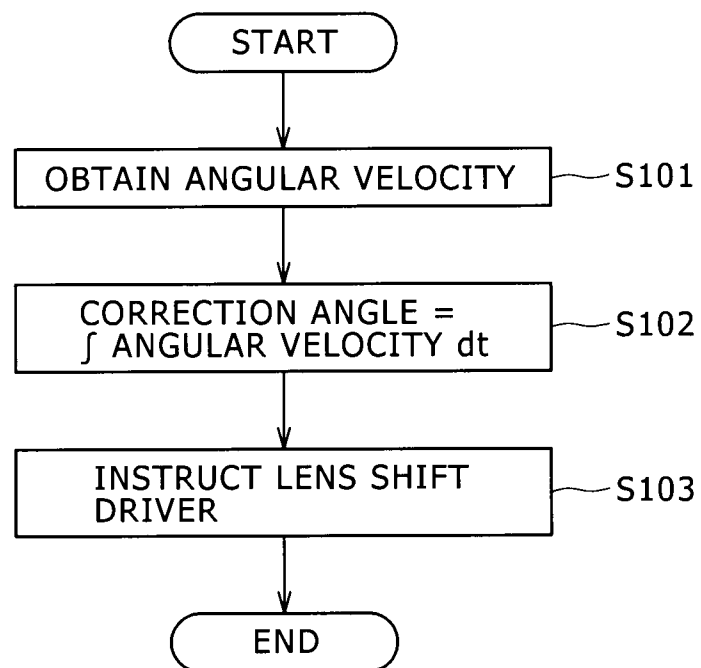 START
OBTAIN ANGULAR VELOCITY
S101
CORRECTION ANGLE =
∫ ANGULAR VELOCITY dt
S102
INSTRUCT LENS SHIFT
DRIVER
S103
END